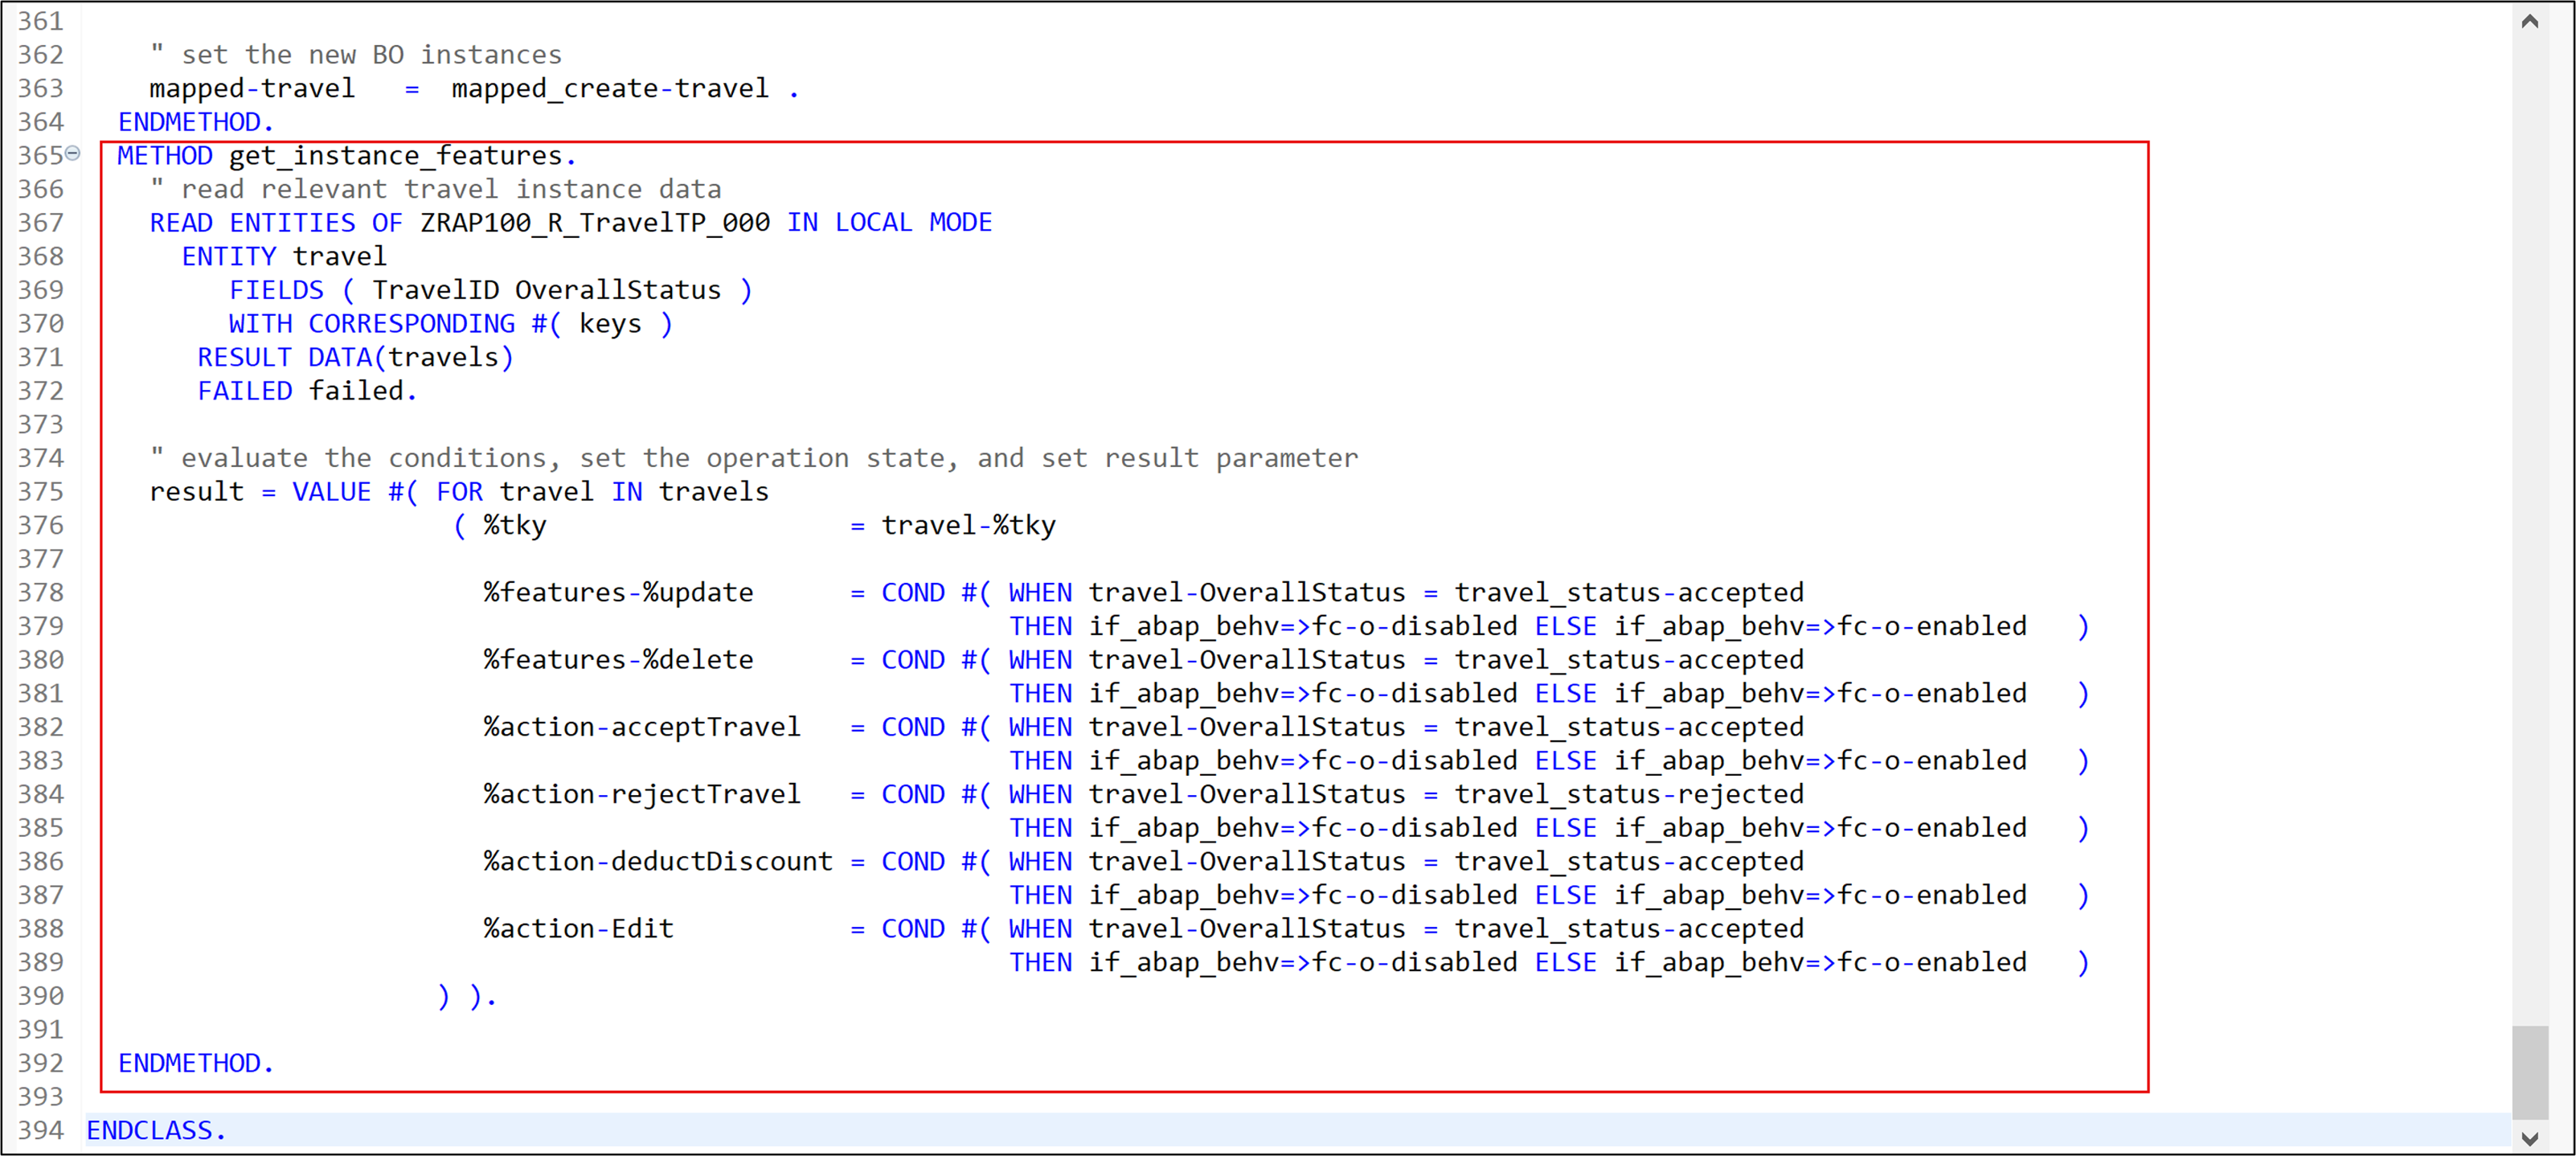 361
362 " set the new BO instances
363 mapped-travel = mapped_create-travel .
364 ENDMETHOD.
365 METHOD get_instance_features.
366 " read relevant travel instance data
367 READ ENTITIES OF ZRAP100_R_TravelTP_000 IN LOCAL MODE
368 ENTITY travel
369 FIELDS ( TravelID OverallStatus )
370 WITH CORRESPONDING #( keys )
371 RESULT DATA(travels)
372 FAILED failed.
373
374 " evaluate the conditions, set the operation state, and set result parameter
375 result = VALUE #( FOR travel IN travels
376 ( %tky = travel-%tky
377
378 %features-%update = COND #( WHEN travel-OverallStatus = travel_status-accepted
379 THEN if_abap_behv=>fc-o-disabled ELSE if_abap_behv=>fc-o-enabled )
380 %features-%delete = COND #( WHEN travel-OverallStatus = travel_status-accepted
381 THEN if_abap_behv=>fc-o-disabled ELSE if_abap_behv=>fc-o-enabled )
382 %action-acceptTravel = COND #( WHEN travel-OverallStatus = travel_status-accepted
383 THEN if_abap_behv=>fc-o-disabled ELSE if_abap_behv=>fc-o-enabled )
384 %action-rejectTravel = COND #( WHEN travel-OverallStatus = travel_status-rejected
385 THEN if_abap_behv=>fc-o-disabled ELSE if_abap_behv=>fc-o-enabled )
386 %action-deductDiscount = COND #( WHEN travel-OverallStatus = travel_status-accepted
387 THEN if_abap_behv=>fc-o-disabled ELSE if_abap_behv=>fc-o-enabled )
388 %action-Edit = COND #( WHEN travel-OverallStatus = travel_status-accepted
389 THEN if_abap_behv=>fc-o-disabled ELSE if_abap_behv=>fc-o-enabled )
390 ) ).
391
392 ENDMETHOD.
393
394 ENDCLASS.